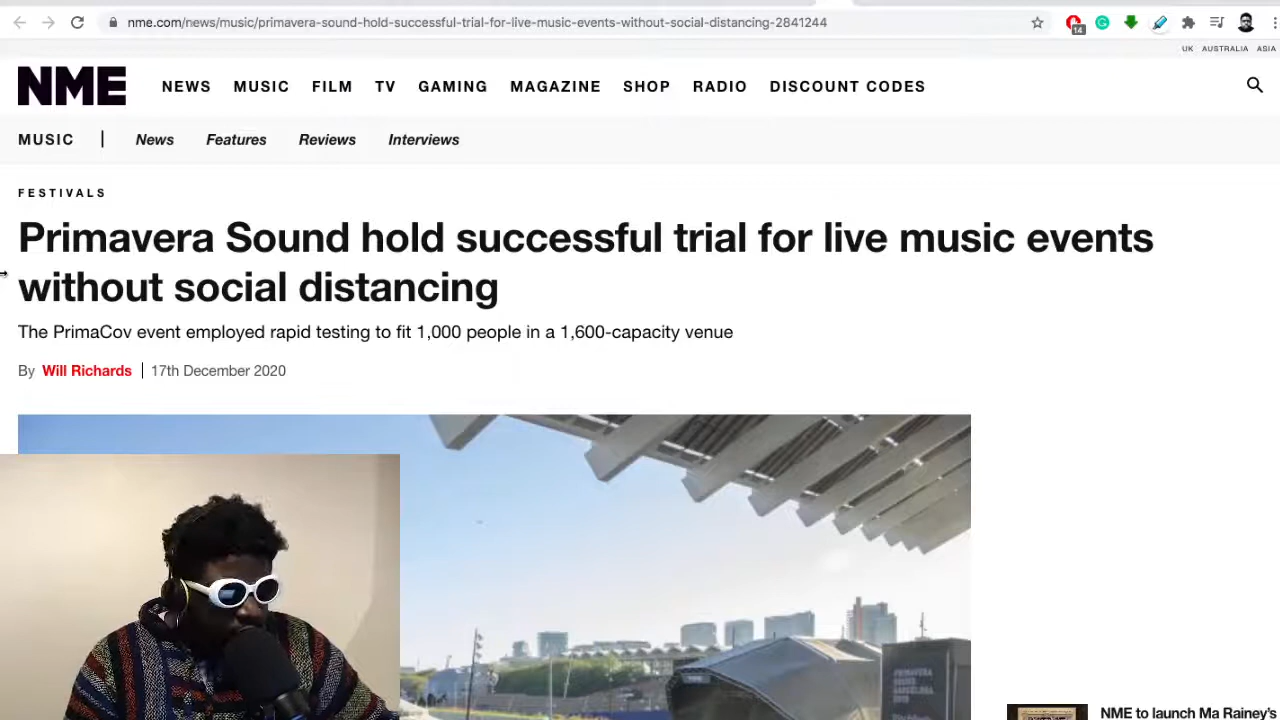 nme.com/news/music/primavera-sound-hold-successful-trial-for-live-music-events-without-social-distancing-2841244
14
UK AUSTRALIA ASIA
NME NEWS MUSIC FILM TV GAMING MAGAZINE SHOP RADIO DISCOUNT CODES
MUSIC | News Features Reviews Interviews
FESTIVALS
Primavera Sound hold successful trial for live music events
without social distancing
The PrimaCov event employed rapid testing to fit 1,000 people in a 1,600-capacity venue
By Will Richards | 17th December 2020
PRIMAVERA
SOUND
BARCELONA
NME to launch Ma Rainey's